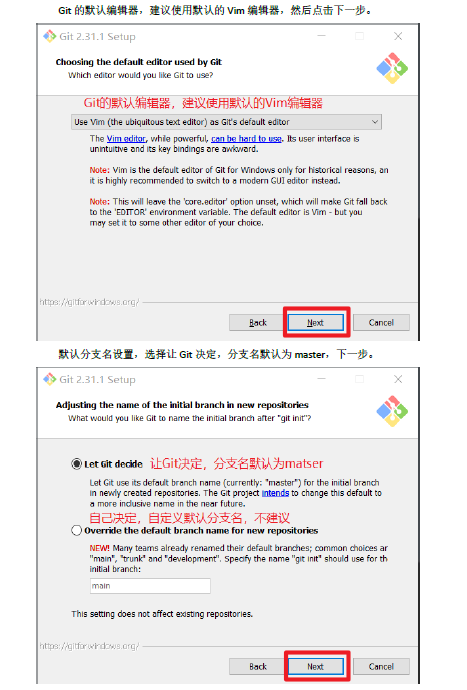 Git 的默认编辑器，建议使用默认的 Vim 编辑器，然后点击下一步。
Git 2.31.1 Setup
Choosing the default editor used by Git
Which editor would you like Git to use?
Git的默认编辑器，建议使用默认的Vim编辑器
Use Vim (the ubiquitous text editor) as Git's default editor
The Vim editor, while powerful, can be hard to use. Its user interface is
unintuitive and its key bindings are awkward.
Note: Vim is the default editor of Git for Windows only for historical reasons, an
it is highly recommended to switch to a modern GUI editor instead.
Note: This will leave the 'core.editor' option unset, which will make Git fall back
to the 'EDITOR' environment variable. The default editor is Vim - but you
may set it to some other editor of your choice.
https://gitforwindows.org/
Back Next Cancel
默认分支名设置，选择让 Git 决定，分支名默认为 master，下一步。
Git 2.31.1 Setup
Adjusting the name of the initial branch in new repositories
What would you like Git to name the initial branch after "git init"?
Let Git decide 让Git决定，分支名默认为matser
Let Git use its default branch name (currently: "master") for the initial branch
in newly created repositories. The Git project intends to change this default to
a more inclusive name in the near future.
自己决定，自定义默认分支名，不建议
Override the default branch name for new repositories
NEW! Many teams already renamed their default branches; common choices ar
"main", "trunk" and "development". Specify the name "git init" should use for th
initial branch:
main
This setting does not affect existing repositories.
https://gitforwindows.org/
Back Next Cancel